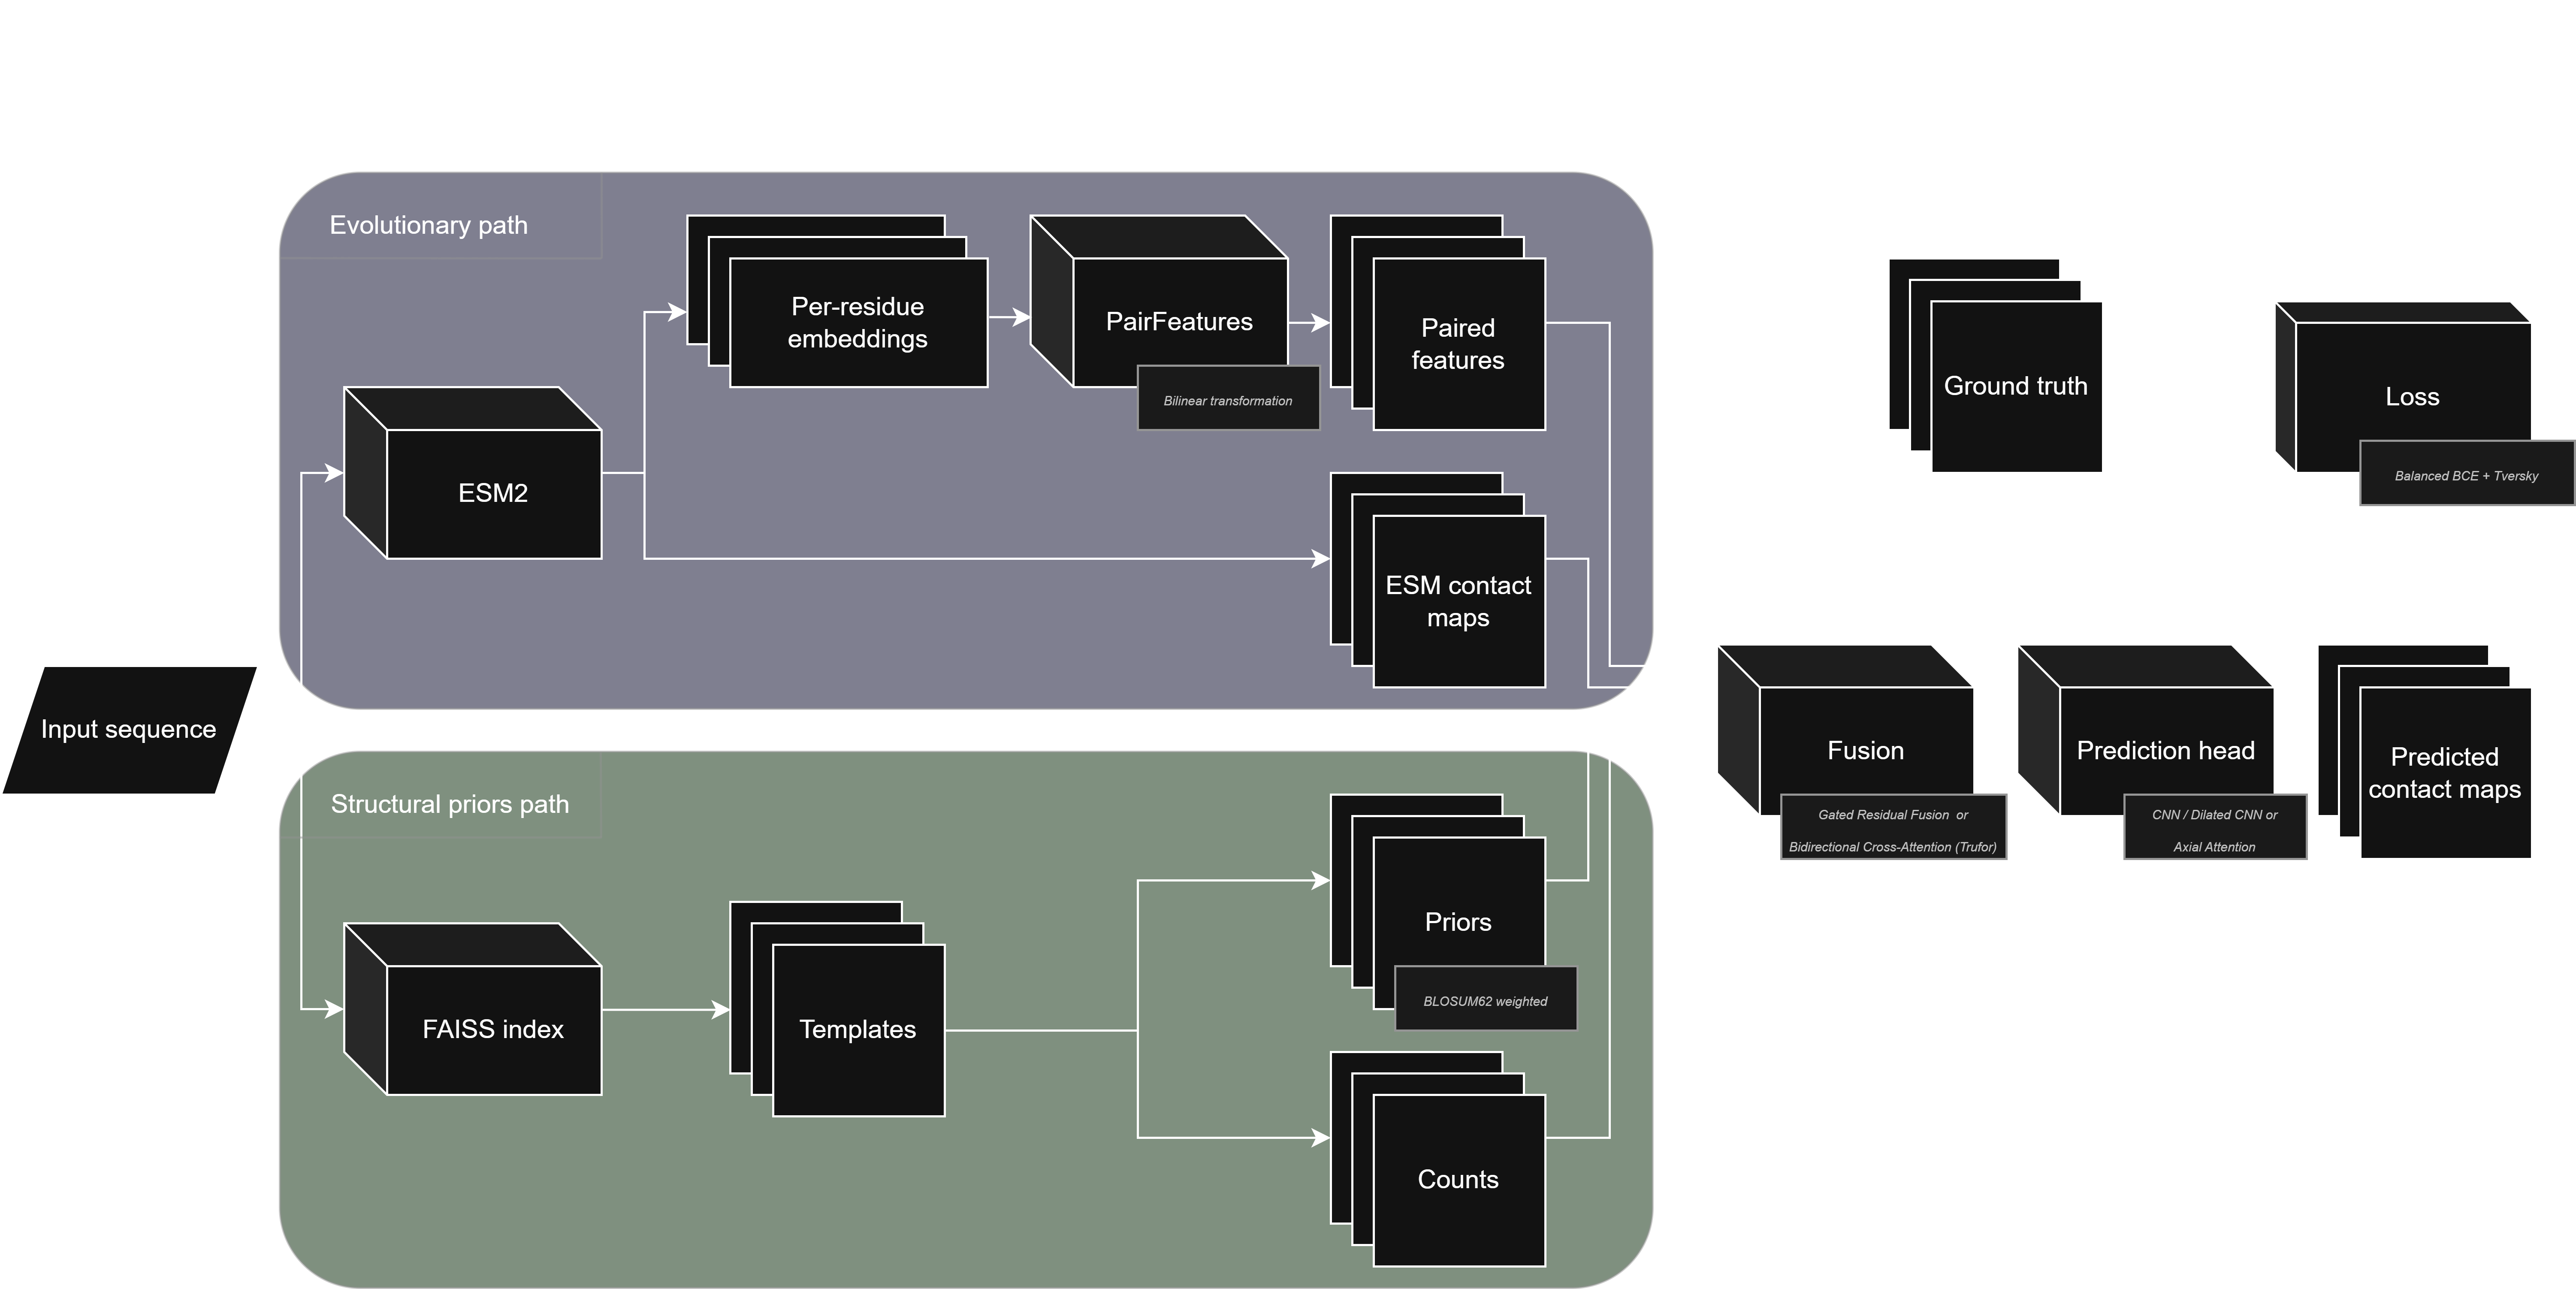 Evolutionary path
Per-residue
embeddings
PairFeatures
Bilinear transformation
Paired
features
ESM2
ESM contact
maps
Ground truth
Loss
Balanced BCE + Tversky
Input sequence
Structural priors path
FAISS index
Templates
Priors
BLOSUM62 weighted
Counts
Fusion
Gated Residual Fusion or
Bidirectional Cross-Attention (Trufor)
Prediction head
CNN / Dilated CNN or
Axial Attention
Predicted
contact maps